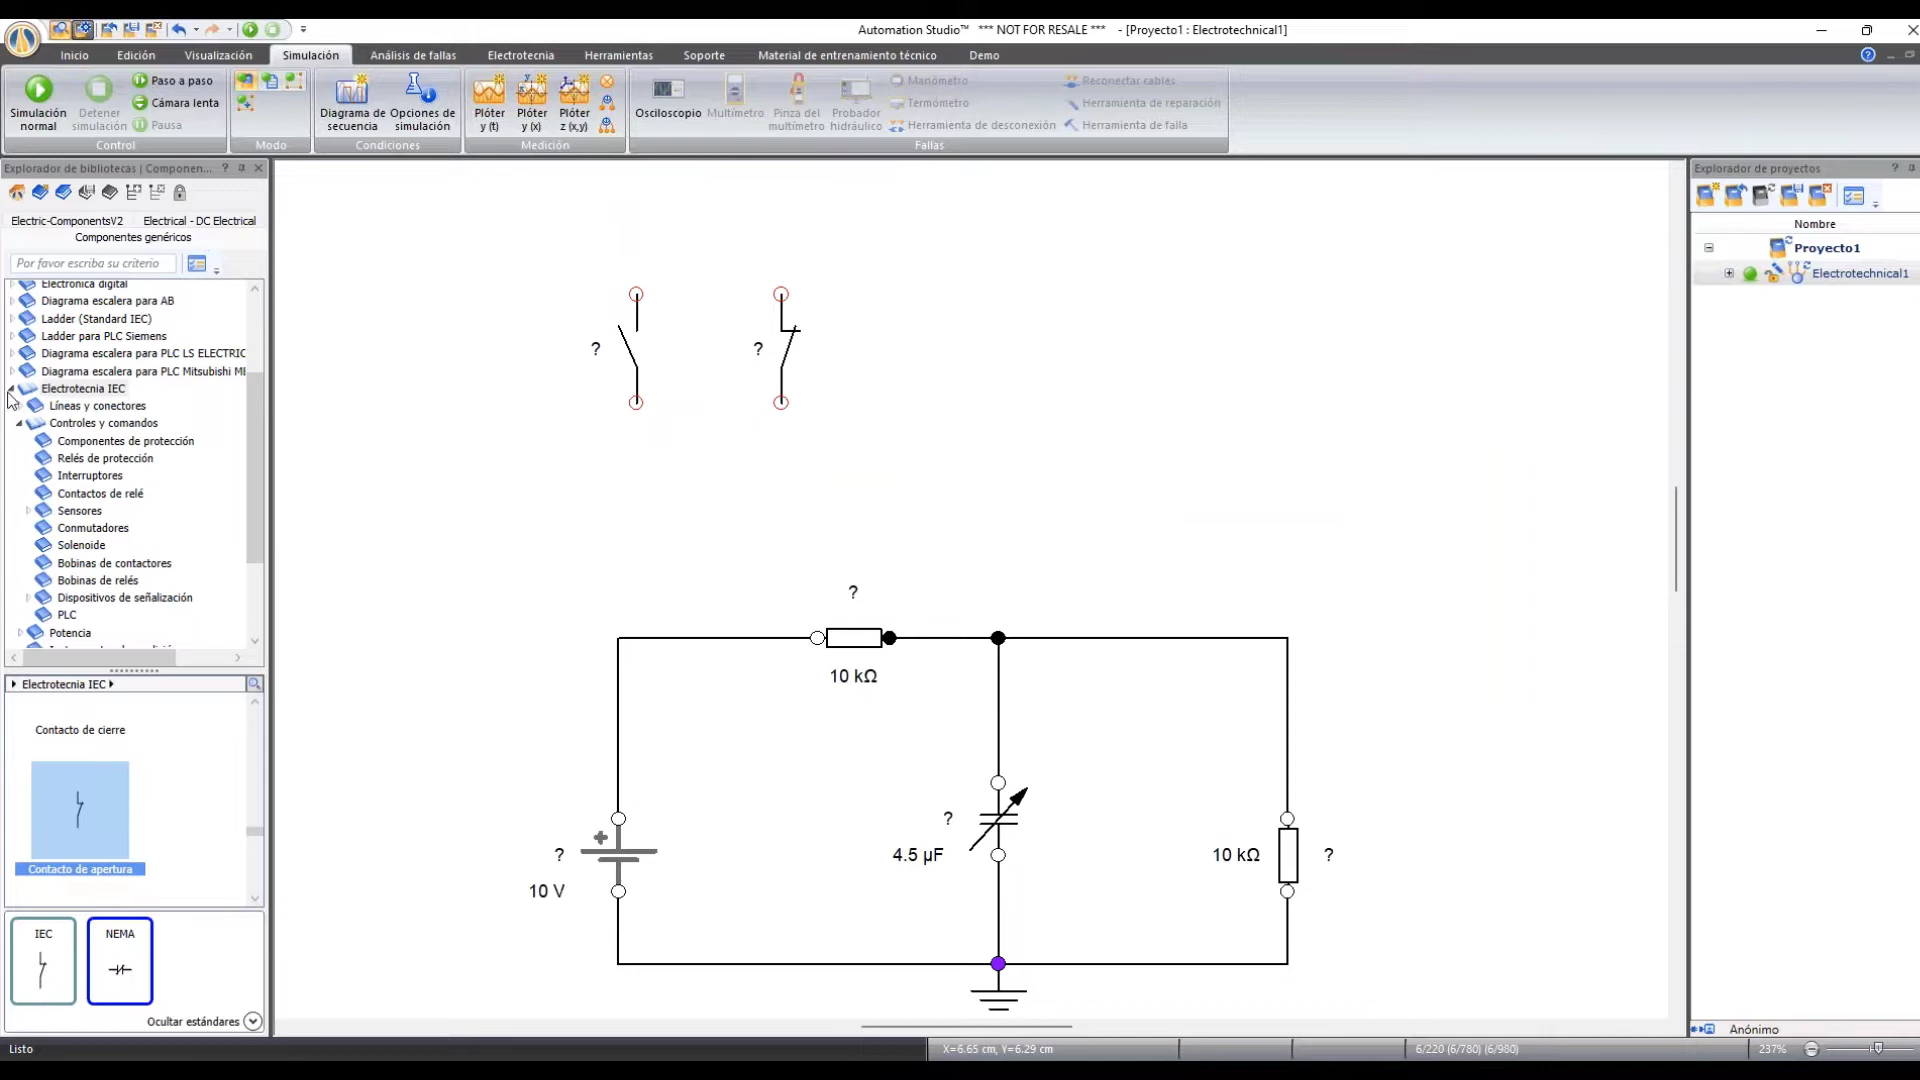 Automation Studio™ *** NOT FOR RESALE *** - [Proyecto1 : Electrotechnical1]
Inicio Edición Visualización Simulación Análisis de fallas Electrotecnia Herramientas Soporte Material de entrenamiento técnico Demo
Simulación normal
Detener simulación
Paso a paso
Cámara lenta
Pausa
Control
Modo
Diagrama de secuencia
Opciones de simulación
Condiciones
Plóter y (t)
Plóter y (x)
Plóter z (x,y)
Medición
Osciloscopio
Multímetro
Pinza del multímetro
Probador hidráulico
Manómetro
Termómetro
Herramienta de desconexión
Reconectar cables
Herramienta de reparación
Herramienta de falla
Fallas
Explorador de bibliotecas | Componen...
Electric-ComponentsV2 Electrical - DC Electrical
Componentes genéricos
Por favor escriba su criterio
Electrónica digital
Diagrama escalera para AB
Ladder (Standard IEC)
Ladder para PLC Siemens
Diagrama escalera para PLC LS ELECTRIC
Diagrama escalera para PLC Mitsubishi
Electrotecnia IEC
Líneas y conectores
Controles y comandos
Componentes de protección
Relés de protección
Interruptores
Contactos de relé
Sensores
Conmutadores
Solenoide
Bobinas de contactores
Bobinas de relés
Dispositivos de señalización
PLC
Potencia
Electrotecnia IEC
Contacto de cierre
Contacto de apertura
IEC NEMA
Ocultar estándares
? ?
?
10 kΩ
?
10 V
?
4.5 µF
10 kΩ ?
Explorador de proyectos
Nombre
Proyecto1
Electrotechnical1
Anónimo
Listo
X=6.65 cm, Y=6.29 cm
6/220 (6/780) (6/980)
237%